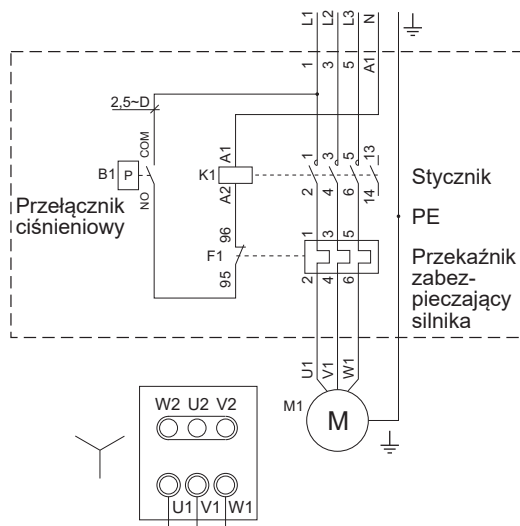 L1 L2 L3 N
1 3 5 A1
2,5~D
COM
B1 P
NO
Przełącznik
ciśnieniowy
A1
K1
A2
96
F1
95
1 3 5 13
2 4 6 14
Stycznik
PE
1 3 5
2 4 6
Przekaźnik
zabez-
pieczający
silnika
U1 V1 W1
M1
M
W2 U2 V2
U1 V1 W1